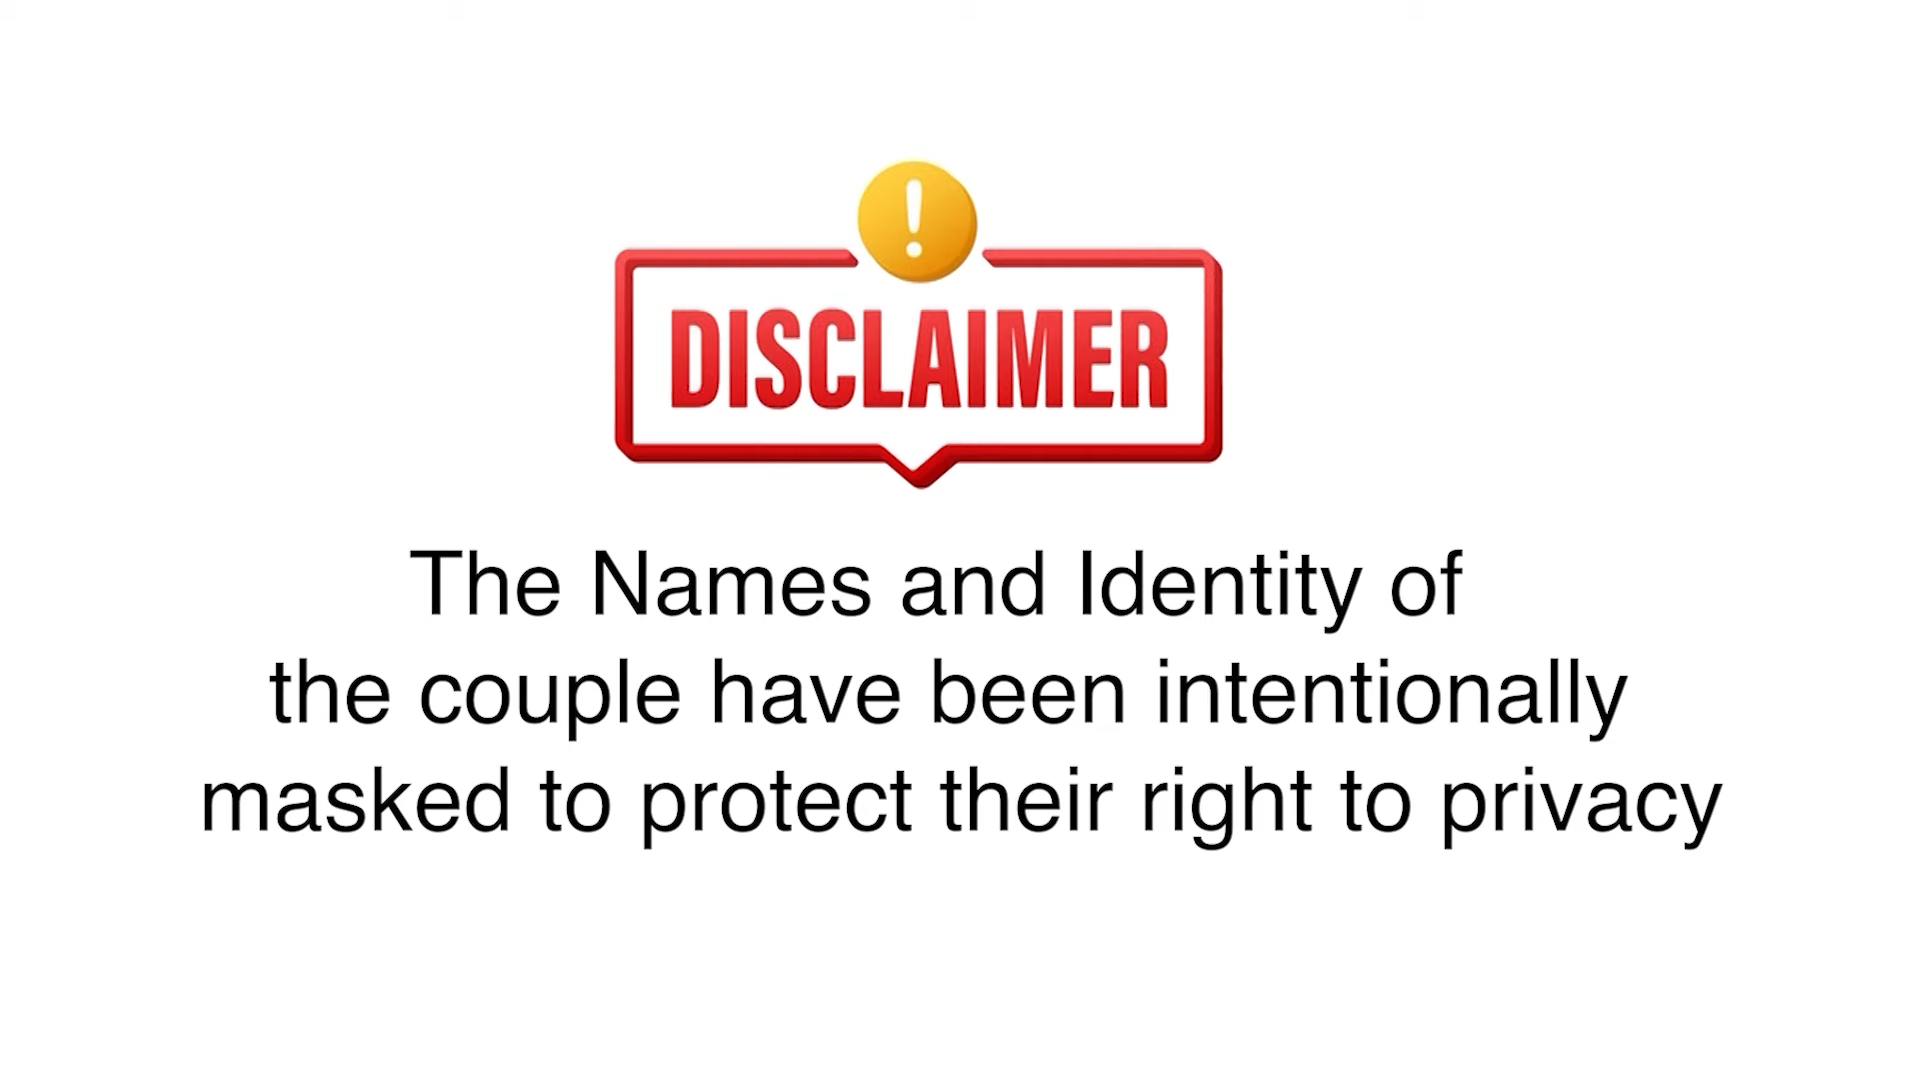 !
DISCLAIMER
The Names and Identity of
the couple have been intentionally
masked to protect their right to privacy